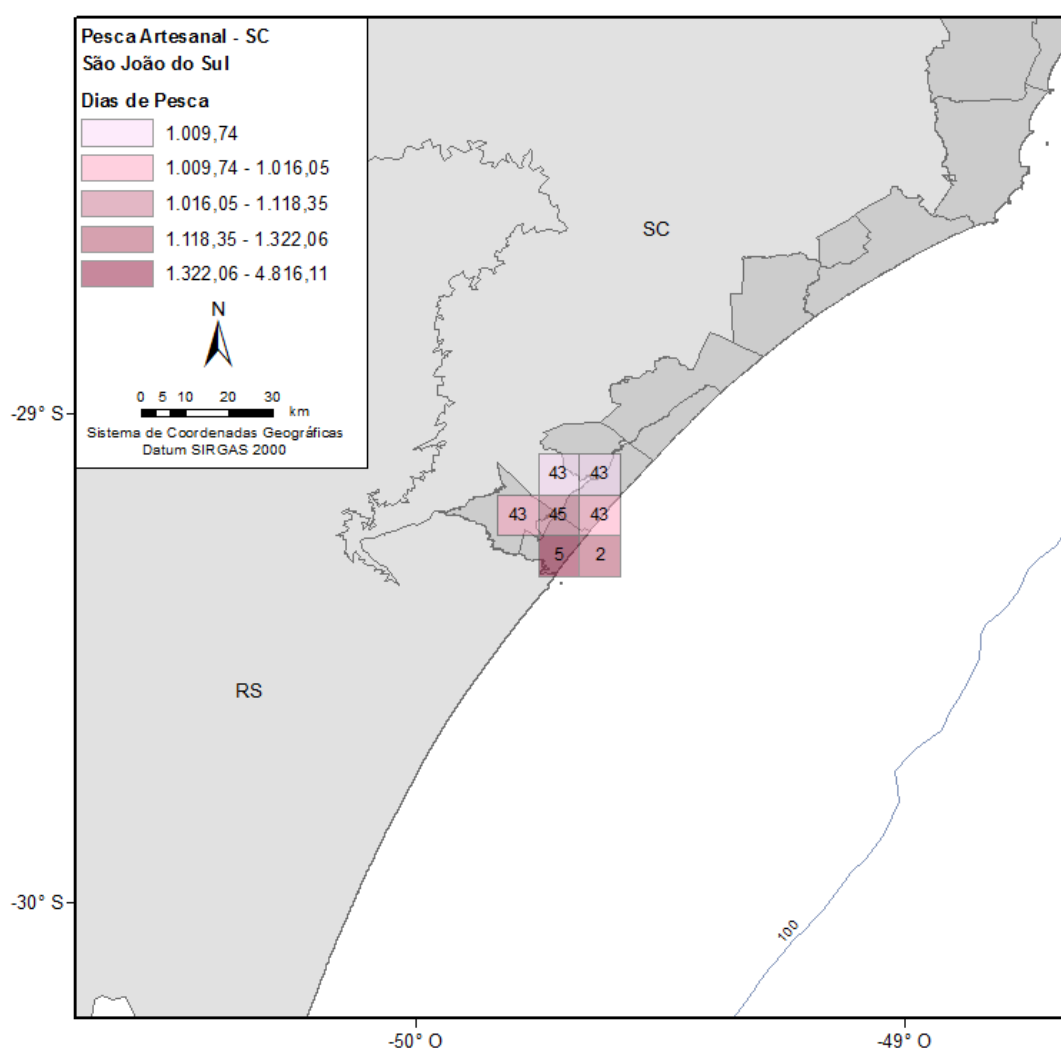 Pesca Artesanal - SC
São João do Sul
Dias de Pesca
1.009,74
1.009,74 - 1.016,05
1.016,05 - 1.118,35
1.118,35 - 1.322,06
1.322,06 - 4.816,11
N
0 5 10 20 30 km
Sistema de Coordenadas Geográficas
Datum SIRGAS 2000
SC
-29° S
43 43
43 45 43
5 2
RS
-30° S
100
-50° O -49° O